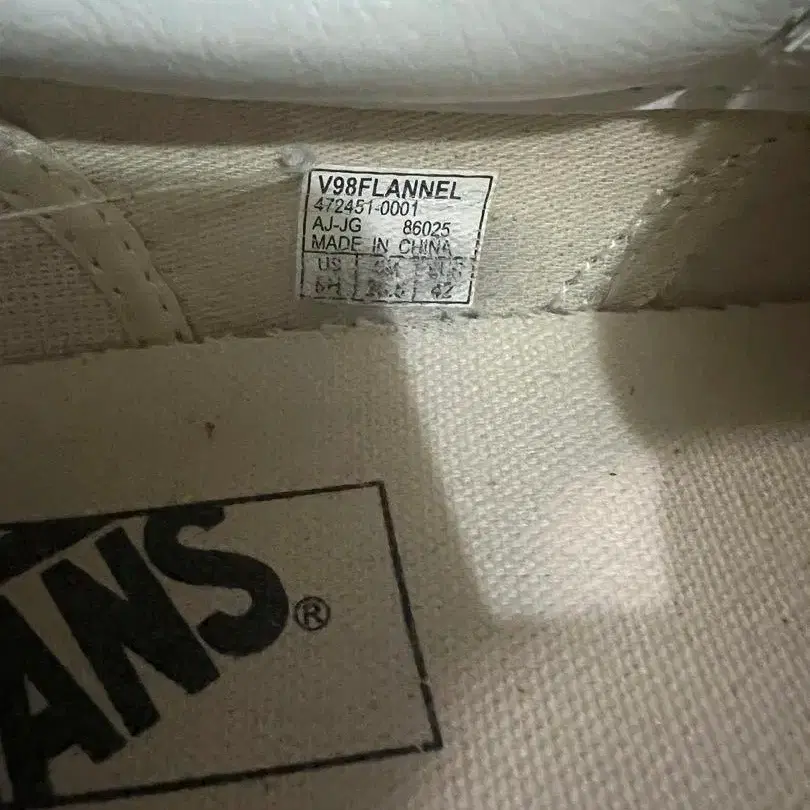 V98FLANNEL
472451-0001
AJ-JG 86025
MADE IN CHINA
US
42
ANS®